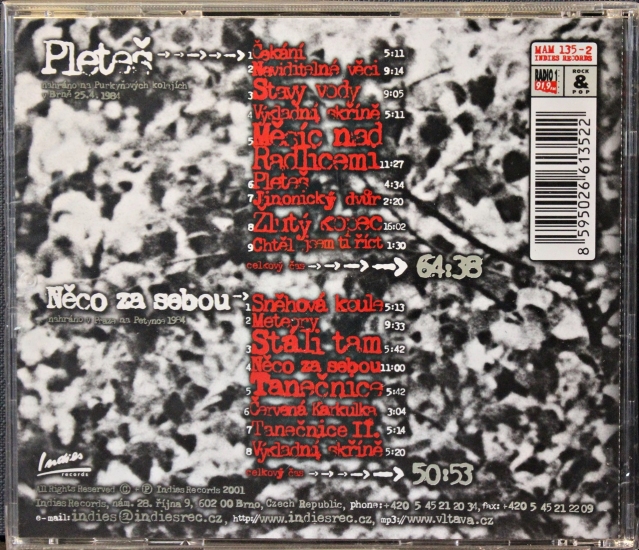 Pleteš
nahráno na Purkyňových kolejích
v Brně 25.4.1984
1 Čekání 5:11
2 Neviditelné věci 9:14
3 Stavy vody 9:05
4 Výkladní skříně 5:11
5 Měsíc nad
Radlicemi 11:27
6 Pleteš 4:34
7 Jinonický dvůr 2:20
8 Žlutý kopec 16:02
9 Chtěl jsem ti říct 1:30
celkový čas 64:38
Něco za sebou
na Petynce 1984
1 Sněhová koule 5:13
2 Meteory 9:33
3 Stáli tam 5:42
4 Něco za sebou 11:00
5 Tanečnice 5:42
6 Červená Karkulka 3:04
7 Tanečnice II. 5:14
8 Výkladní skříně 5:20
celkový čas 50:53
MAM 135-2
INDIES RECORDS
RADIO 1
91.9 FM
ROCK
&
POP
8 595026 613522
Indies
records
All Rights Reserved © + ℗ Indies Records 2001
Indies Records, nám. 28. října 9, 602 00 Brno, Czech Republic, phone:+420 5 45 21 20 34, fax:+420 5 45 21 22 09
e-mail:indies@indiesrec.cz, http://www.indiesrec.cz, mp3://www.vltava.cz